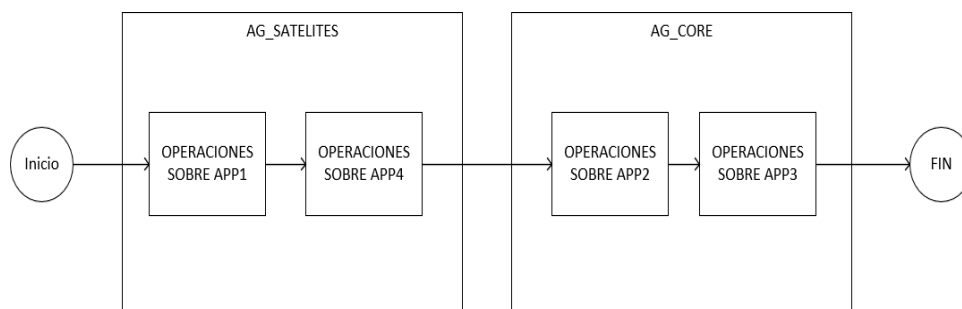 AG_SATELITES
AG_CORE
Inicio
OPERACIONES
SOBRE APP1
OPERACIONES
SOBRE APP4
OPERACIONES
SOBRE APP2
OPERACIONES
SOBRE APP3
FIN